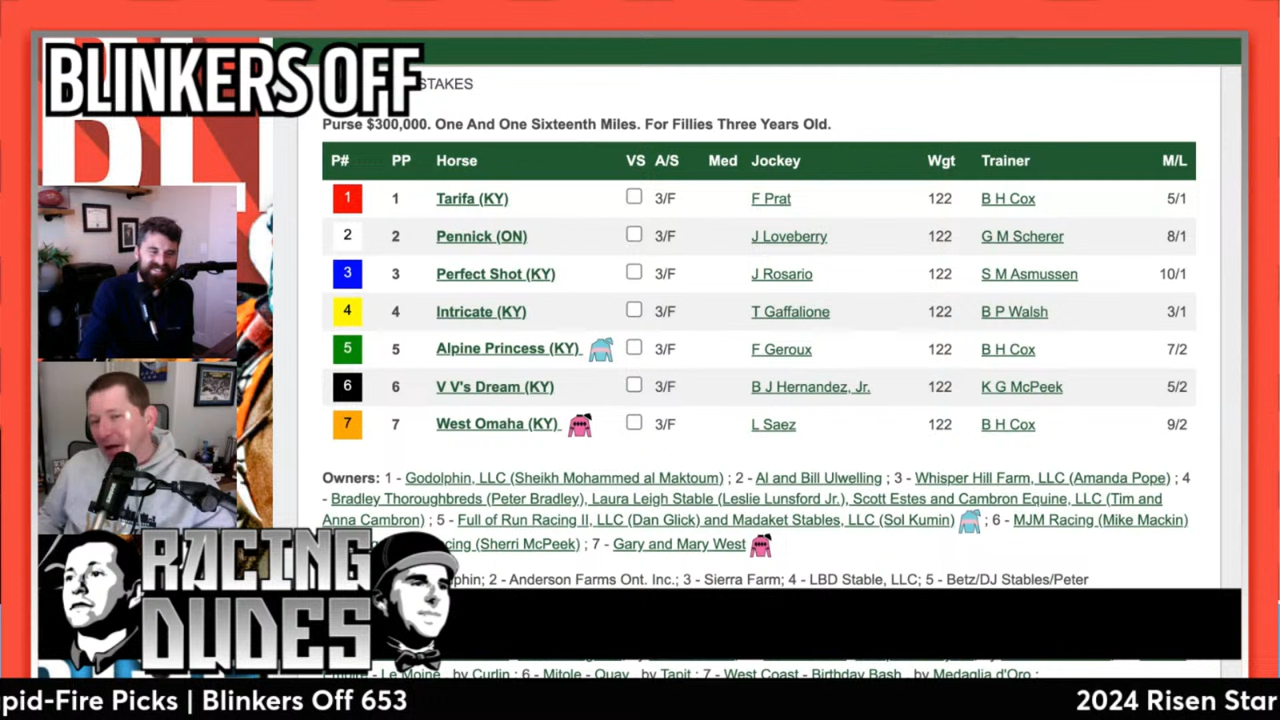 BLINKERS OFF
STAKES
Purse $300,000. One And One Sixteenth Miles. For Fillies Three Years Old.
P# PP Horse VS A/S Med Jockey Wgt Trainer M/L
1 1 Tarifa (KY) 3/F F Prat 122 B H Cox 5/1
2 2 Pennick (ON) 3/F J Loveberry 122 G M Scherer 8/1
3 3 Perfect Shot (KY) 3/F J Rosario 122 S M Asmussen 10/1
4 4 Intricate (KY) 3/F T Gaffalione 122 B P Walsh 3/1
5 5 Alpine Princess (KY) 3/F F Geroux 122 B H Cox 7/2
6 6 V V's Dream (KY) 3/F B J Hernandez, Jr. 122 K G McPeek 5/2
7 7 West Omaha (KY) 3/F L Saez 122 B H Cox 9/2
Owners: 1 - Godolphin, LLC (Sheikh Mohammed al Maktoum) ; 2 - Al and Bill Ulwelling ; 3 - Whisper Hill Farm, LLC (Amanda Pope) ; 4
- Bradley Thoroughbreds (Peter Bradley), Laura Leigh Stable (Leslie Lunsford Jr.), Scott Estes and Cambron Equine, LLC (Tim and
Anna Cambron) ; 5 - Full of Run Racing II, LLC (Dan Glick) and Madaket Stables, LLC (Sol Kumin) ; 6 - MJM Racing (Mike Mackin)
(Sherri McPeek) ; 7 - Gary and Mary West
2 - Anderson Farms Ont. Inc.; 3 - Sierra Farm; 4 - LBD Stable, LLC; 5 - Betz/DJ Stables/Peter
RACING
DUDES
Le Moine , by Curlin ; 6 - Mitole - Quay , by Tapit ; 7 - West Coast - Birthday Bash , by Medaglia d'Oro ;
pid-Fire Picks | Blinkers Off 653 2024 Risen Star